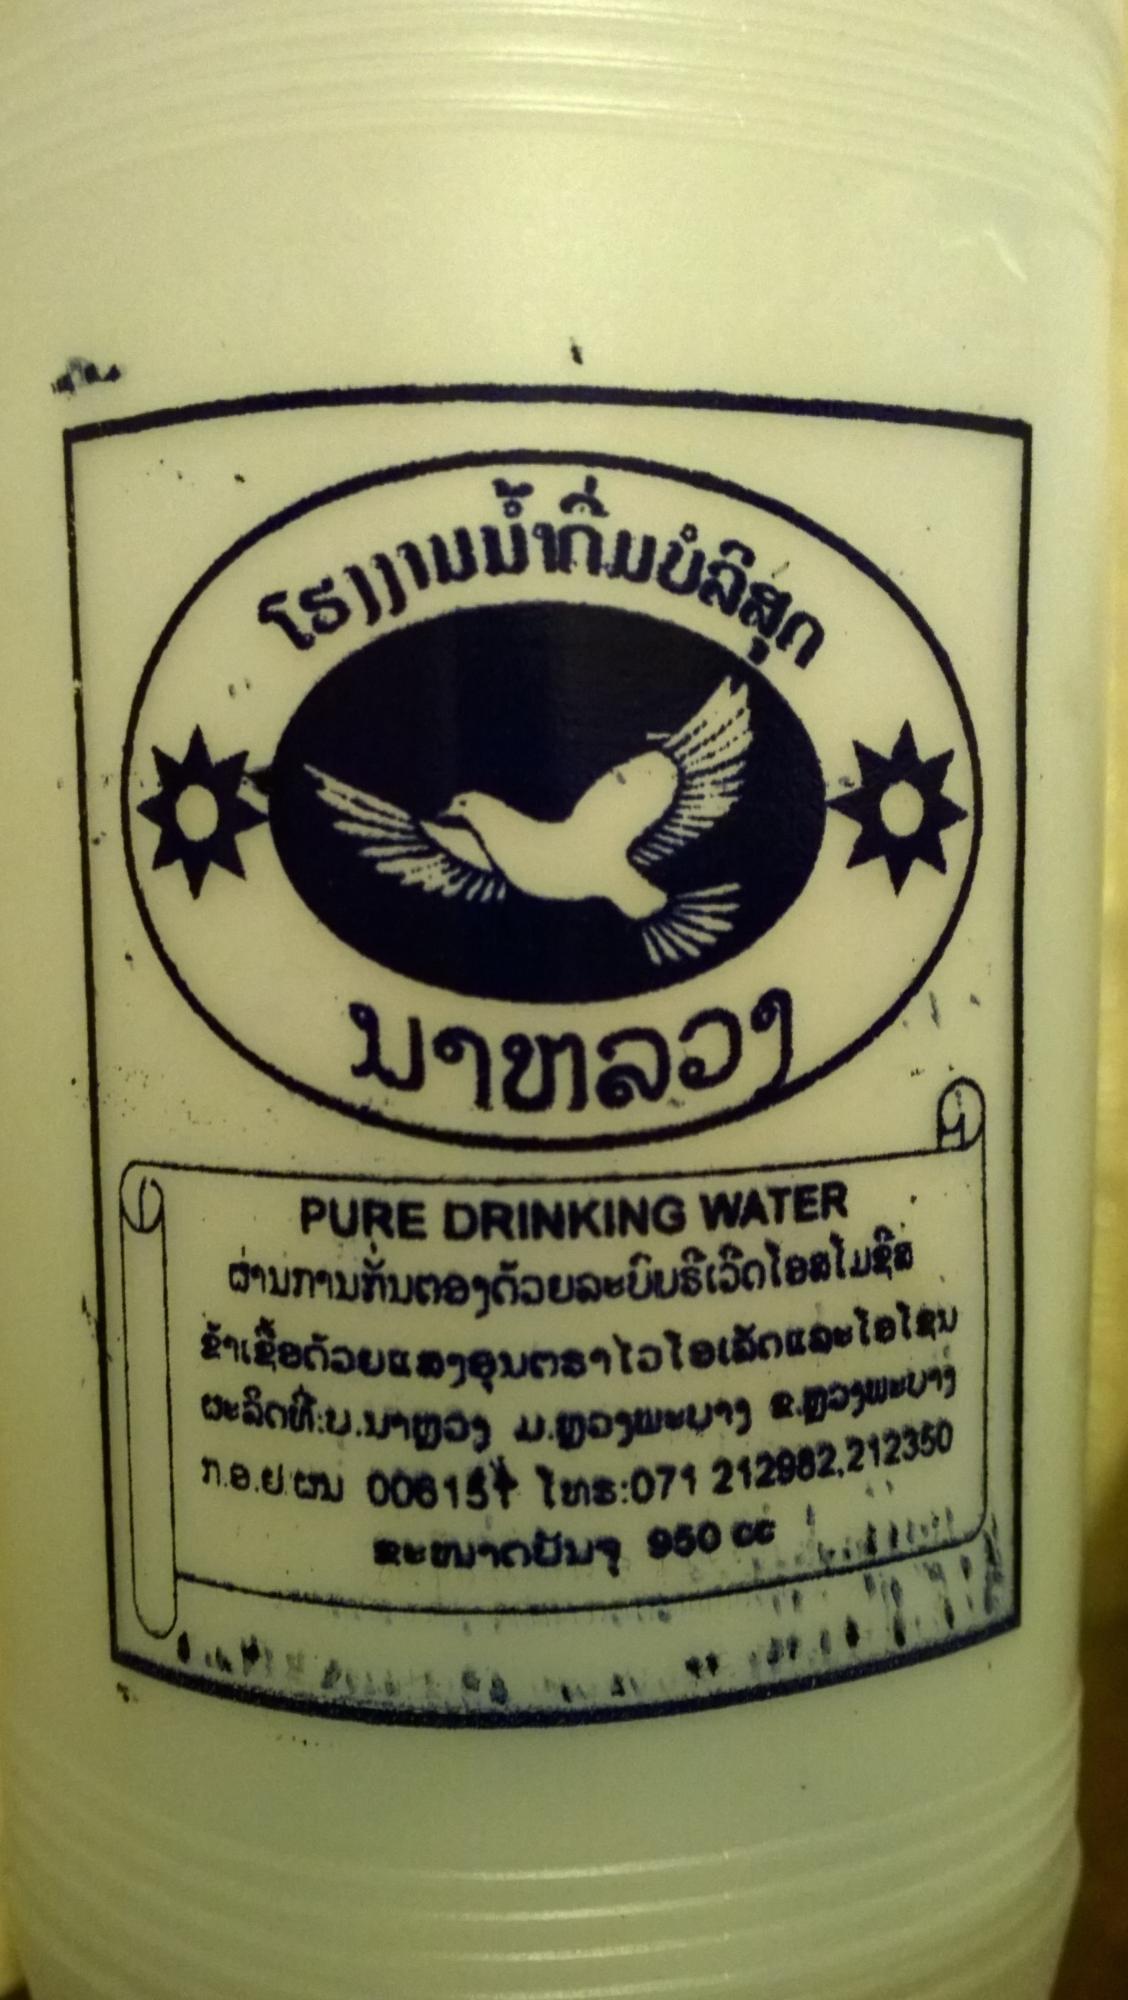 ໂຮງງານນ້ຳດື່ມບໍລິສຸດ
ນາຫລວງ
PURE DRINKING WATER
ຜ່ານການກັ່ນຕອງດ້ວຍລະບົບຣີເວີດໂອສໂມຊິສ
ຂ້າເຊື້ອດ້ວຍແສງອຸນຕຣາໄວໂອເລັດແລະໂອໂຊນ
ຜະລິດທີ່:ບ.ນາຫຼວງ ມ.ຫຼວງພະບາງ ຂ.ຫຼວງພະບາງ
ກ.ອ.ຢ.ຜນ ໂທຣ:071 212982,212350
ຂະໜາດບັນຈຸ 950 cc